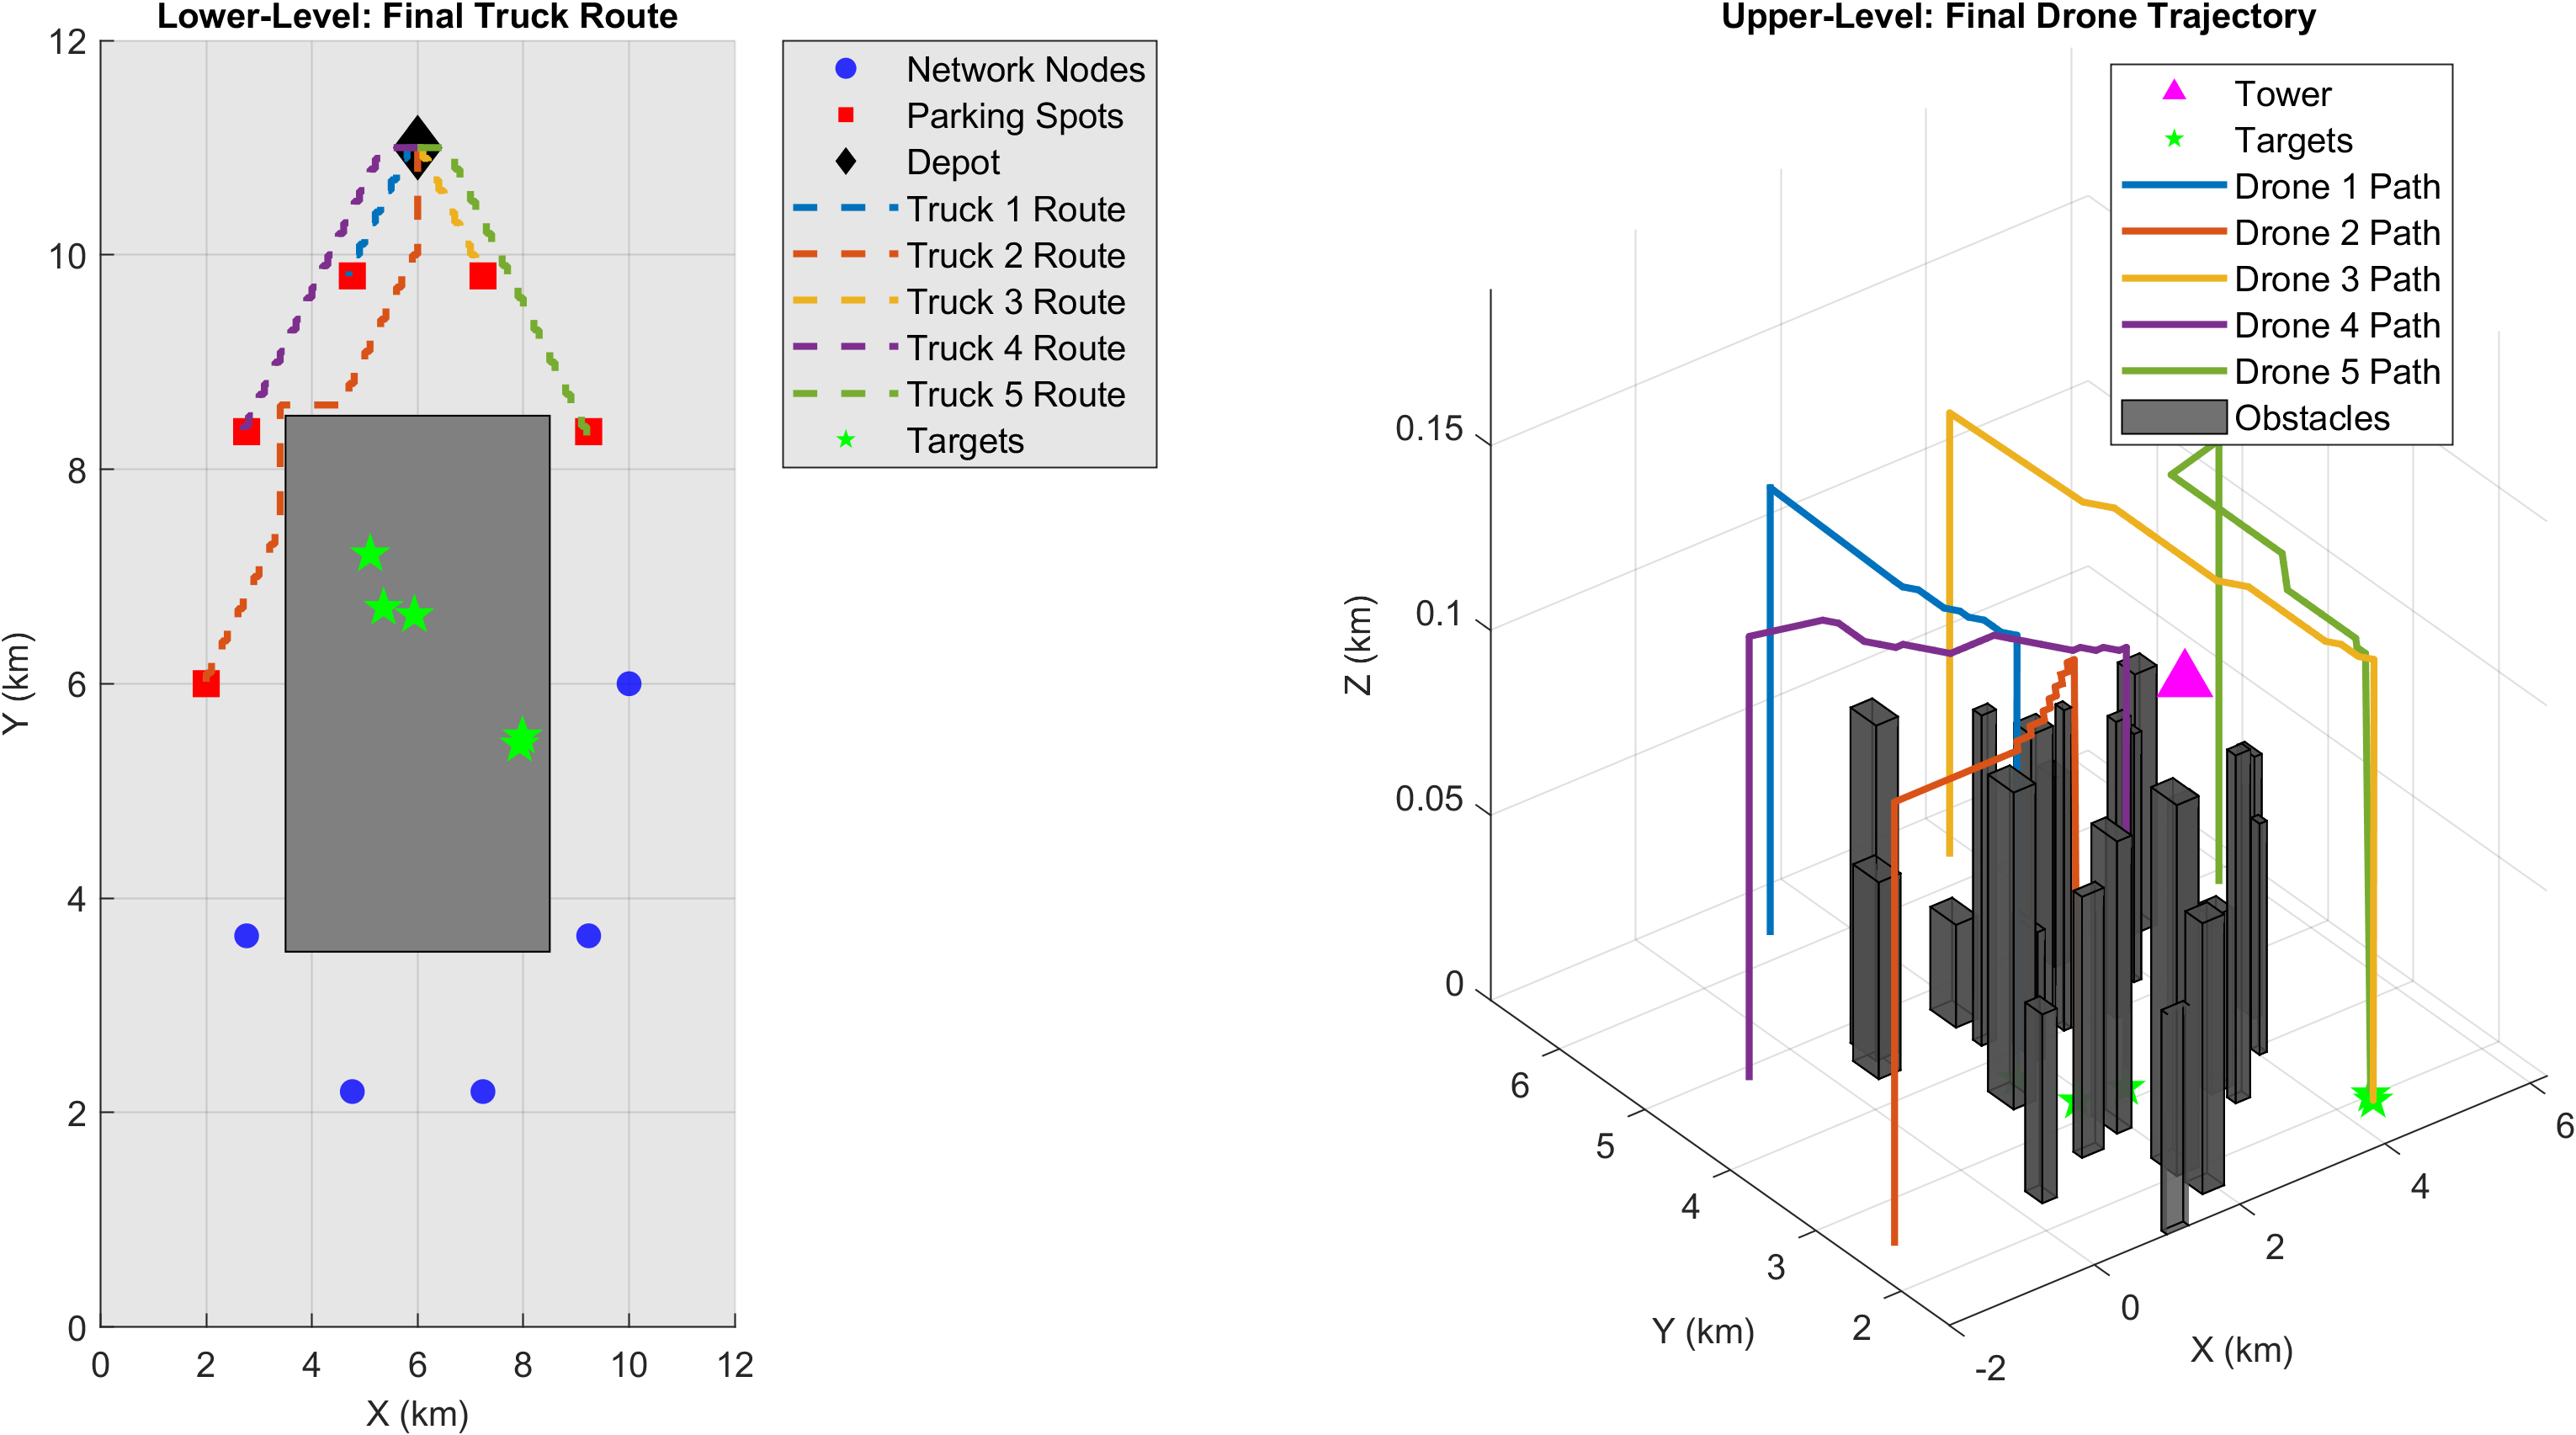 Lower-Level: Final Truck Route
12
10
8
6
4
2
0
0 2 4 6 8 10 12
X (km)
Y (km)
Network Nodes
Parking Spots
Depot
Truck 1 Route
Truck 2 Route
Truck 3 Route
Truck 4 Route
Truck 5 Route
Targets
Upper-Level: Final Drone Trajectory
Tower
Targets
Drone 1 Path
Drone 2 Path
Drone 3 Path
Drone 4 Path
Drone 5 Path
Obstacles
0.15
0.1
0.05
0
Z (km)
6
5
4
3
2
Y (km)
-2
0
2
4
6
X (km)